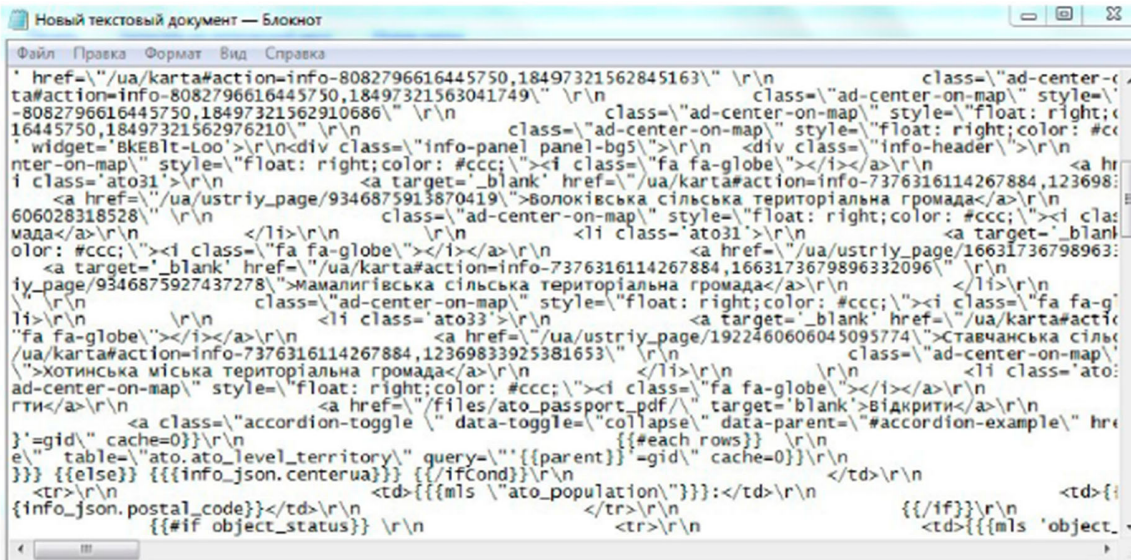 Новый текстовый документ — Блокнот
Файл Правка Формат Вид Справка
' href=\"/ua/karta#action=info-8082796616445750,18497321562845163\" \r\n class=\"ad-center-
ta#action=info-8082796616445750,18497321563041749\" \r\n class=\"ad-center-on-map\" style=\"
-8082796616445750,18497321562910686\" \r\n class=\"ad-center-on-map\" style=\"float: right;
16445750,18497321562976210\" \r\n class=\"ad-center-on-map\" style=\"float: right;color: #cc
' widget='BkEBlt-Loo'>\r\n<div class=\"info-panel panel-bg5\">\r\n <div class=\"info-header\">\r\n
nter-on-map\" style=\"float: right;color: #ccc;\"><i class=\"fa fa-globe\"></i></a>\r\n <a hr
i class='ato31'>\r\n <a target='_blank' href=\"/ua/karta#action=info-7376316114267884,123698
<a href=\"/ua/ustriy_page/9346875913870419\">Волоківська сільська територіальна громада</a>\r\n
606028318528\" \r\n class=\"ad-center-on-map\" style=\"float: right;color: #ccc;\"><i clas
мада</a>\r\n </li>\r\n \r\n <li class='ato31'>\r\n <a target='_blank
olor: #ccc;\"><i class=\"fa fa-globe\"></i></a>\r\n <a href=\"/ua/ustriy_page/16631736798963
<a target='_blank' href=\"/ua/karta#action=info-7376316114267884,1663173679896332096\" \r\n
iy_page/9346875927437278\">Мамалигівська сільська територіальна громада</a>\r\n </li>\r\n
\" \r\n class=\"ad-center-on-map\" style=\"float: right;color: #ccc;\"><i class=\"fa fa-g
li>\r\n \r\n <li class='ato33'>\r\n <a target='_blank' href=\"/ua/karta#actio
"fa fa-globe\"></i></a>\r\n <a href=\"/ua/ustriy_page/1922460606045095774\">Ставчанська сільс
/ua/karta#action=info-7376316114267884,12369833925381653\" \r\n class=\"ad-center-on-map\"
\">Хотинська міська територіальна громада</a>\r\n </li>\r\n \r\n <li class='ato
ad-center-on-map\" style=\"float: right;color: #ccc;\"><i class=\"fa fa-globe\"></i></a>\r\n
гти</a>\r\n <a href=\"/files/ato_passport_pdf/\" target='blank'>Відкрити</a>\r\n
<a class=\"accordion-toggle \" data-toggle=\"collapse\" data-parent=\"#accordion-example\" hre
}'=gid\" cache=0}}\r\n {{#each rows}} \r\n
e\" table=\"ato.ato_level_territory\" query=\"'{{parent}}'=gid\" cache=0}}\r\n
}}} {{else}} {{{info_json.centerua}}} {{/ifCond}}\r\n </td>\r\n
<tr>\r\n <td>{{{mls \"ato_population\"}}}:</td>\r\n <td>{
{info_json.postal_code}}</td>\r\n </tr>\r\n {{/if}}\r\n
{{#if object_status}} \r\n <tr>\r\n <td>{{{mls 'object_